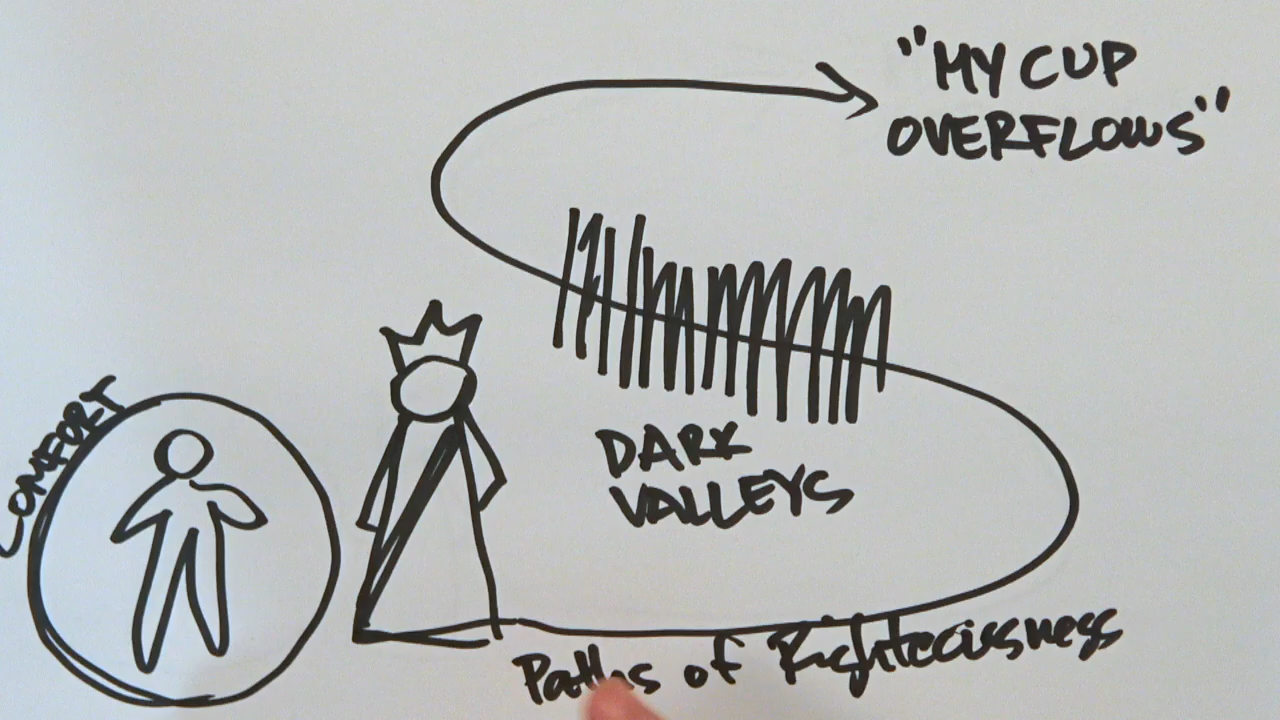 "MY CUP
OVERFLOWS"
COMFORT
DARK
VALLEYS
Paths of Righteousness